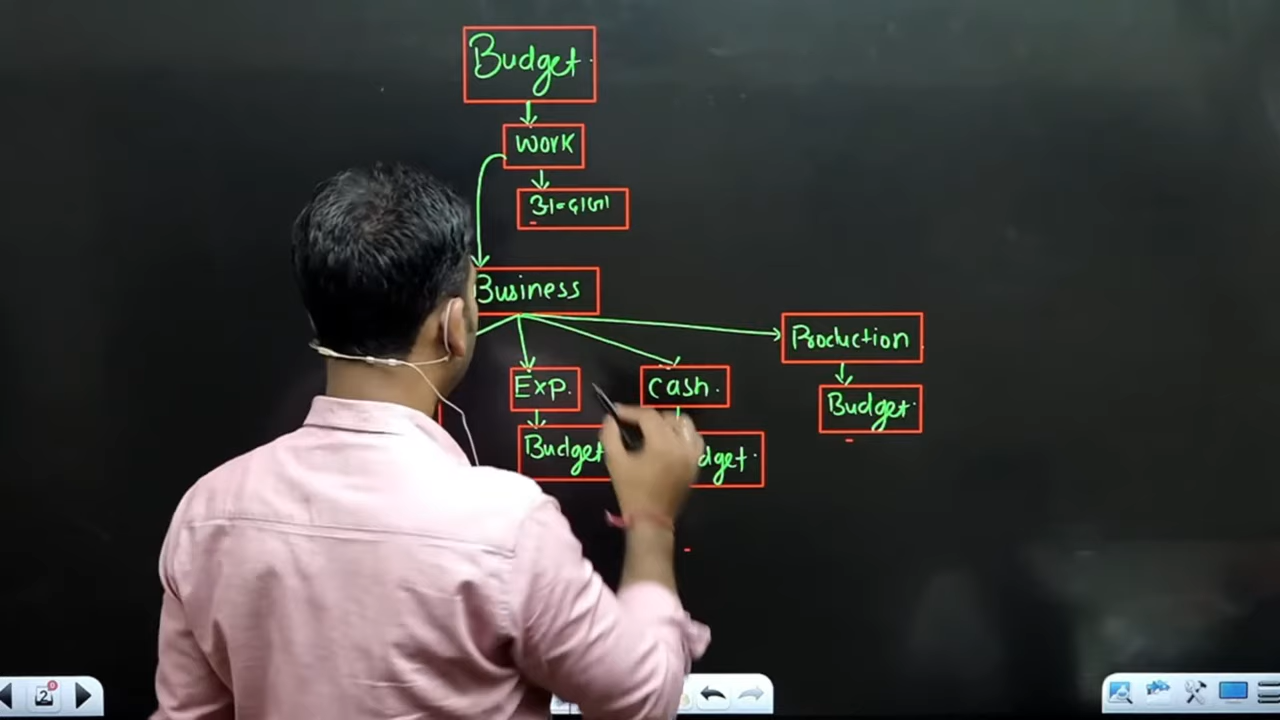 Budget
Work
Business
Production
Exp.
Cash.
Budget
Budget